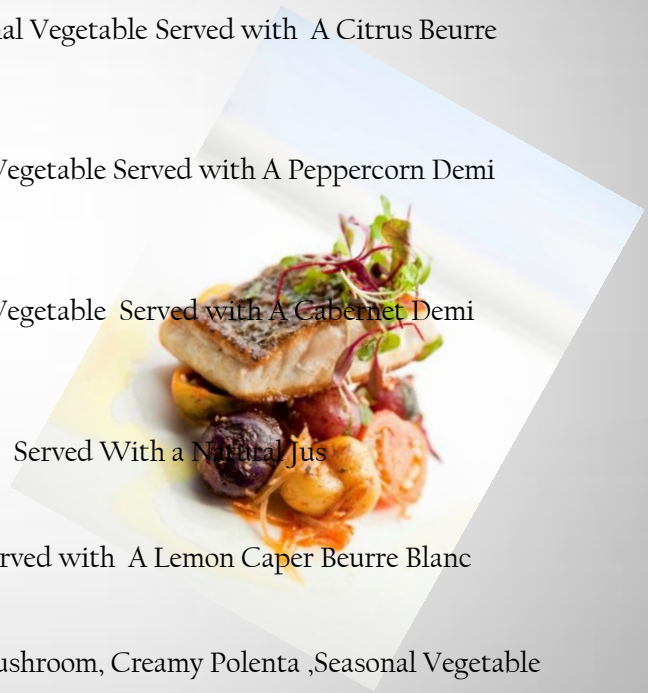 al Vegetable Served with A Citrus Beurre
Vegetable Served with A Peppercorn Demi
Vegetable Served with A Cabernet Demi
Served With a Natural Jus
rved with A Lemon Caper Beurre Blanc
ushroom, Creamy Polenta ,Seasonal Vegetable